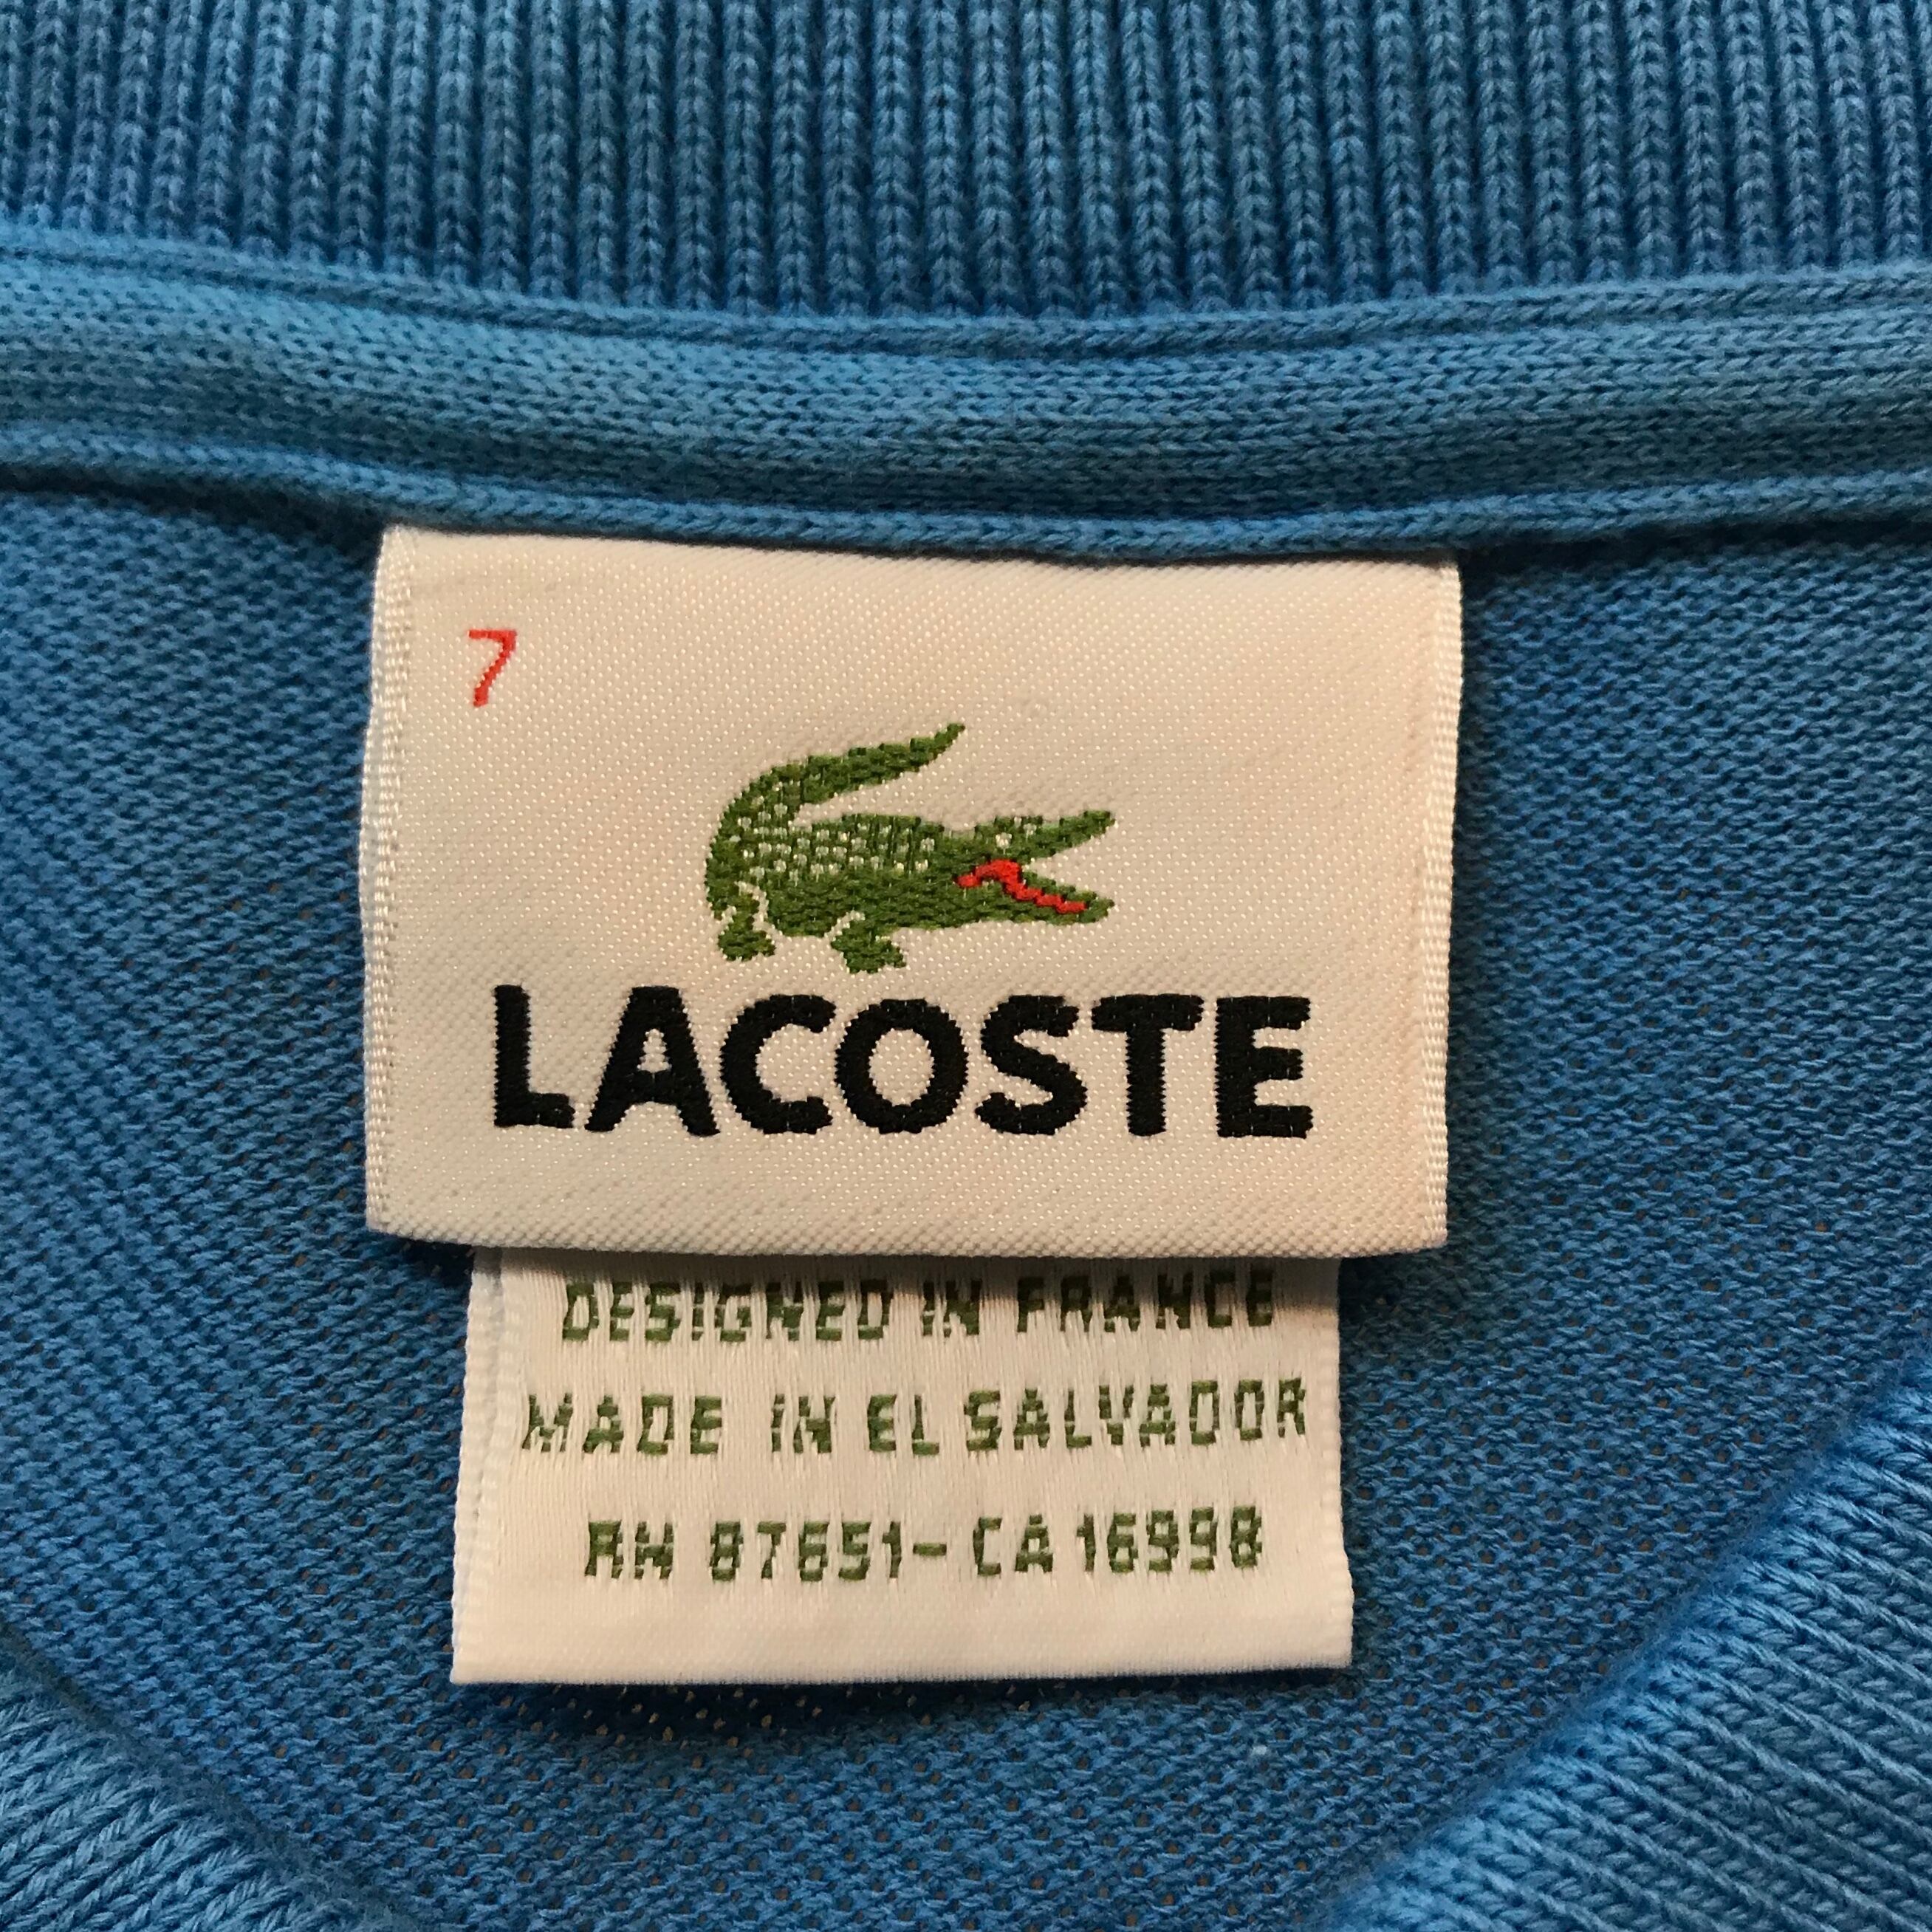 7
LACOSTE
DESIGNED IN FRANCE
MADE IN EL SALVADOR
RN 87651-CA 16998